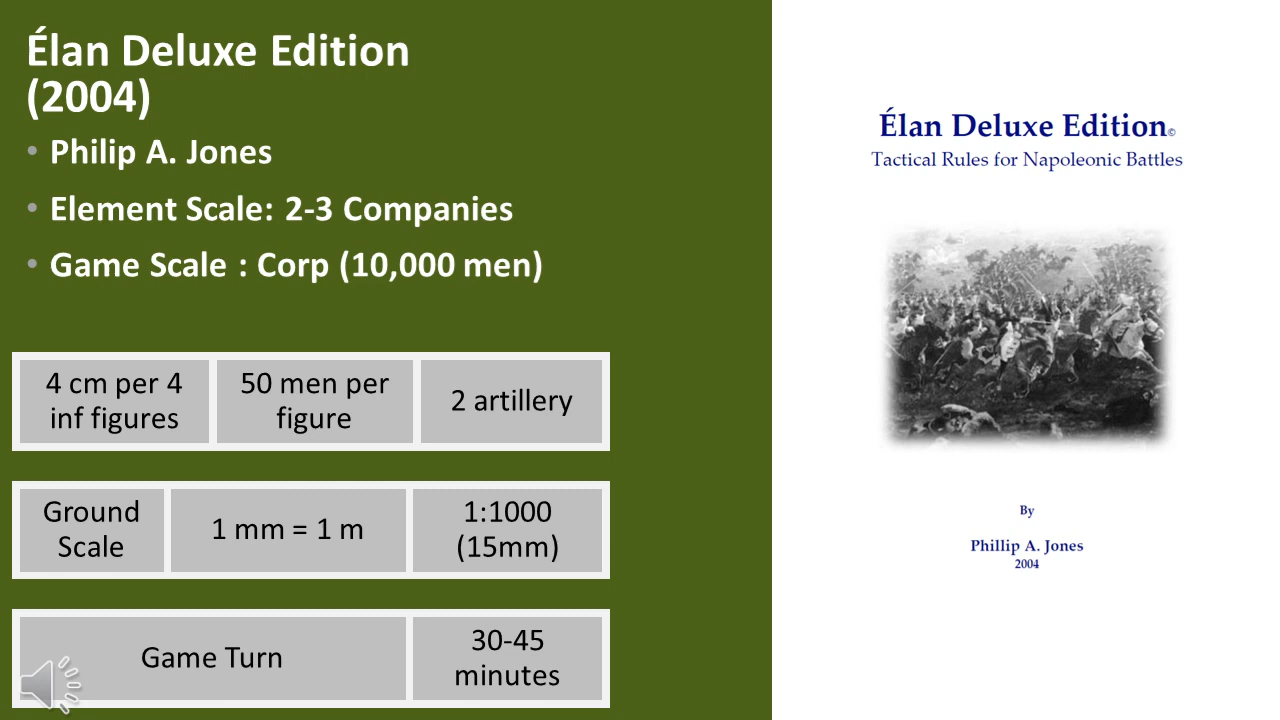 Élan Deluxe Edition
(2004)
• Philip A. Jones
• Element Scale: 2-3 Companies
• Game Scale : Corp (10,000 men)
4 cm per 4
inf figures
50 men per
figure
2 artillery
Ground
Scale
1 mm = 1 m
1:1000
(15mm)
Game Turn
30-45
minutes
Élan Deluxe Edition©
Tactical Rules for Napoleonic Battles
By
Phillip A. Jones
2004